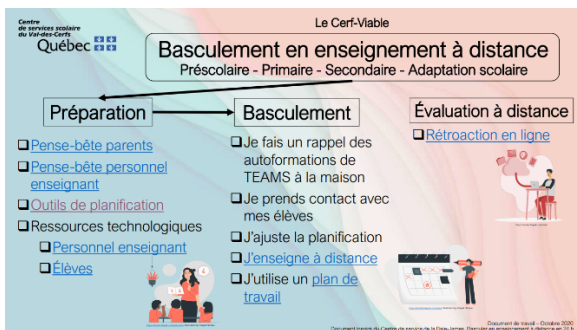 Centre
de services scolaire
du Val-des-Cerfs
Québec
Le Cerf-Viable
Basculement en enseignement à distance
Préscolaire - Primaire - Secondaire - Adaptation scolaire
Préparation
Pense-bête parents
Pense-bête personnel
enseignant
Outils de planification
Ressources technologiques
Personnel enseignant
Élèves
Basculement
Je fais un rappel des
autoformations de
TEAMS à la maison
Je prends contact avec
mes élèves
J'ajuste la planification
J'enseigne à distance
J'utilise un plan de
travail
Évaluation à distance
Rétroaction en ligne
Document de travail - Octobre 2020